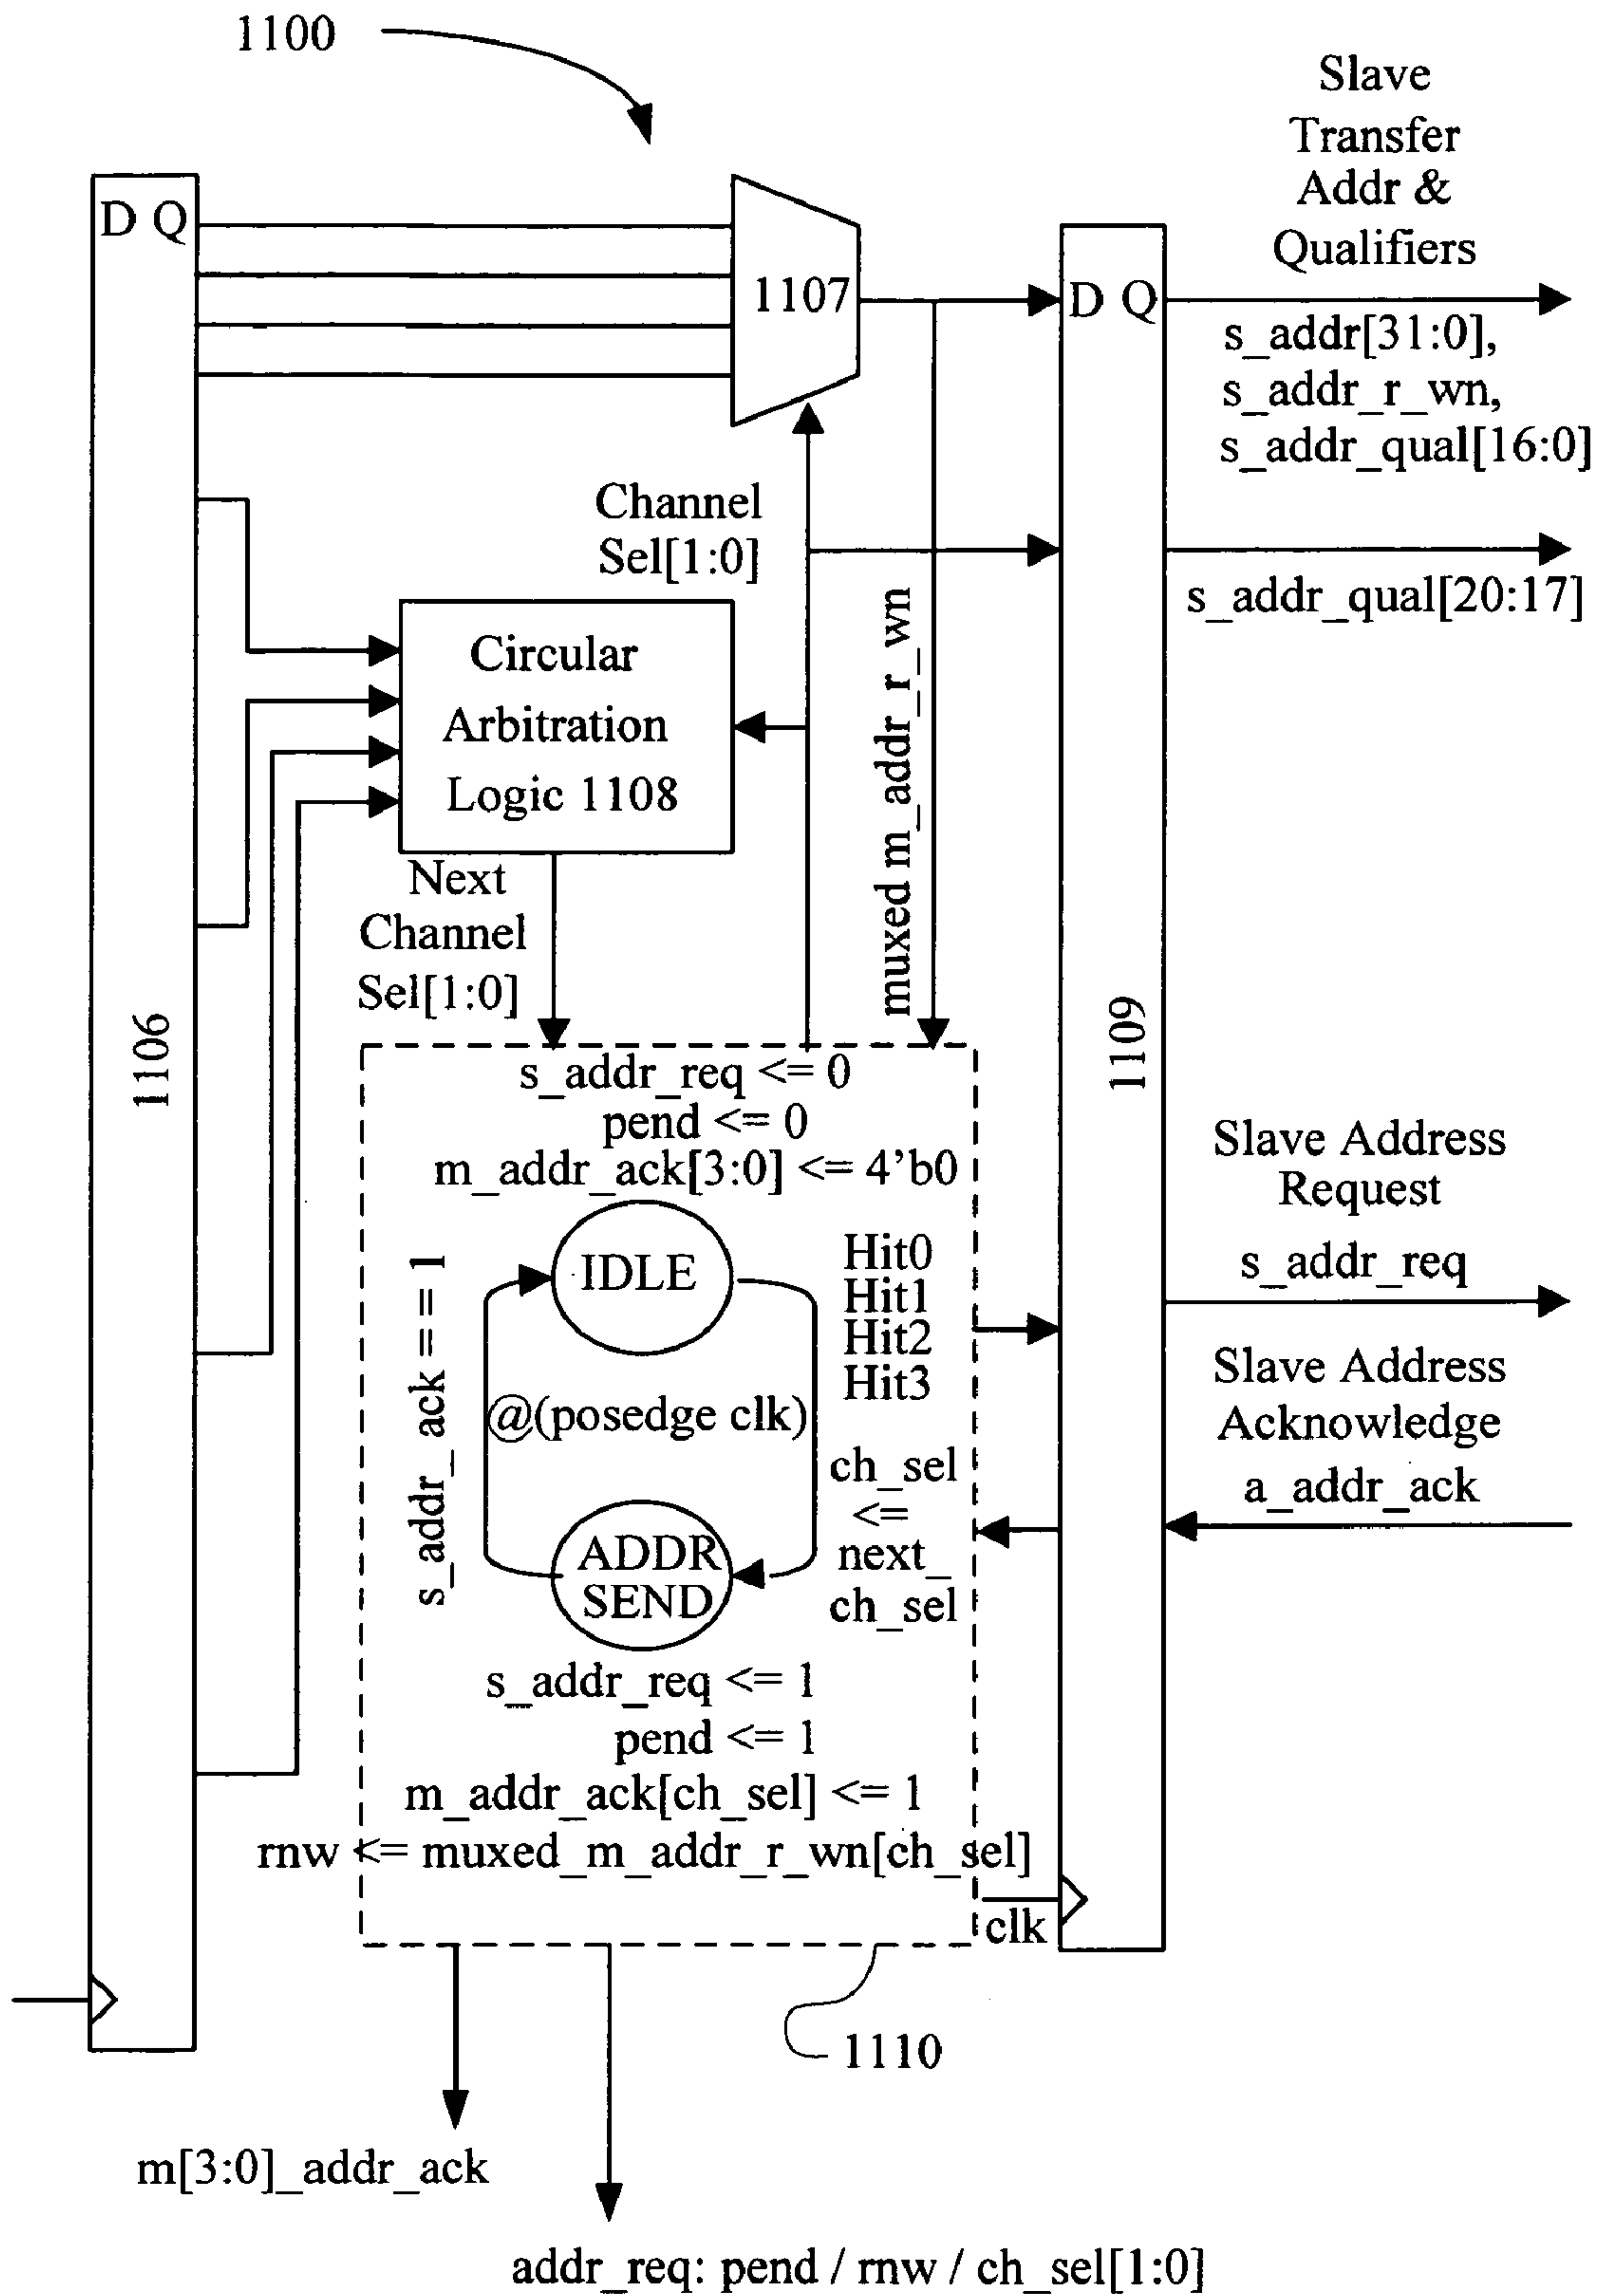 1100
Slave
Transfer
Addr &
Qualifiers
D Q
1107
D Q
s_addr[31:0],
s_addr_r_wn,
s_addr_qual[16:0]
Channel
Sel[1:0]
s_addr_qual[20:17]
muxed m_addr_r_wn
Circular
Arbitration
Logic 1108
Next
Channel
Sel[1:0]
1106
1109
s_addr_req <= 0
pend <= 0
m_addr_ack[3:0] <= 4'b0
Slave Address
Request
s_addr_req
IDLE
Hit0
Hit1
Hit2
Hit3
s_addr_ack == 1
@(posedge clk)
Slave Address
Acknowledge
a_addr_ack
ch_sel
<=
next_
ch_sel
ADDR
SEND
s_addr_req <= 1
pend <= 1
m_addr_ack[ch_sel] <= 1
rnw <= muxed_m_addr_r_wn[ch_sel]
clk
1110
m[3:0]_addr_ack
addr_req: pend / rnw / ch_sel[1:0]